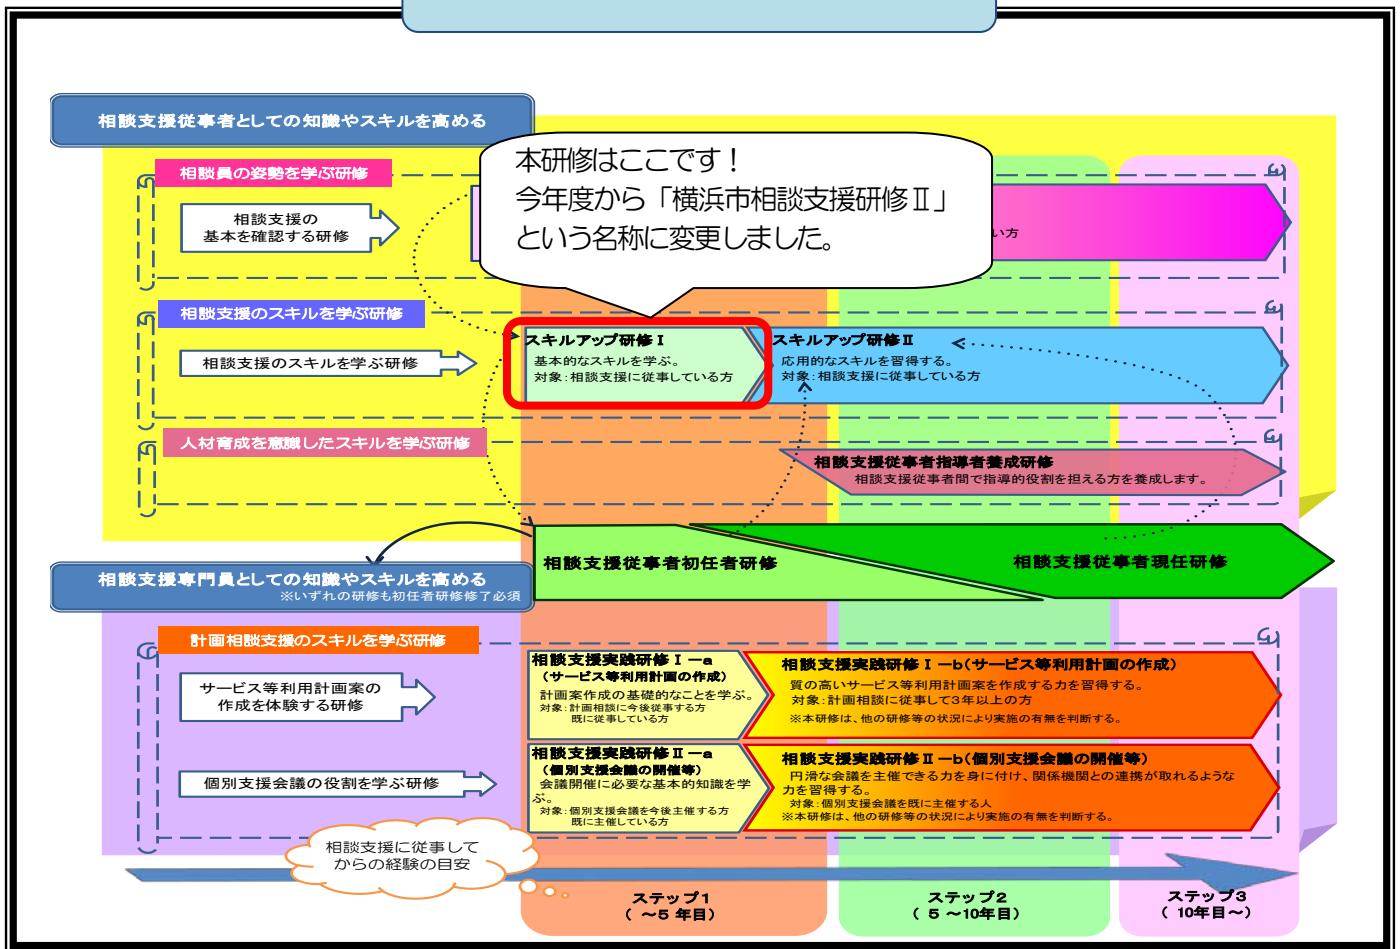 相談支援従事者としての知識やスキルを高める
本研修はここです！
今年度から「横浜市相談支援研修Ⅱ」
という名称に変更しました。
相談員の姿勢を学ぶ研修
相談支援の
基本を確認する研修
い方
相談支援のスキルを学ぶ研修
相談支援のスキルを学ぶ研修
スキルアップ研修Ⅰ
基本的なスキルを学ぶ。
対象：相談支援に従事している方
スキルアップ研修Ⅱ
応用的なスキルを習得する。
対象：相談支援に従事している方
人材育成を意識したスキルを学ぶ研修
相談支援従事者指導者養成研修
相談支援従事者間で指導的役割を担える方を養成します。
相談支援従事者初任者研修
相談支援従事者現任研修
相談支援専門員としての知識やスキルを高める
※いずれの研修も初任者研修修了必須
計画相談支援のスキルを学ぶ研修
サービス等利用計画案の
作成を体験する研修
相談支援実践研修Ⅰ－a
（サービス等利用計画の作成）
計画案作成の基礎的なことを学ぶ。
対象：計画相談に今後従事する方
既に従事している方
相談支援実践研修Ⅰ－b（サービス等利用計画の作成）
質の高いサービス等利用計画案を作成する力を習得する。
対象：計画相談に従事して3年以上の方
※本研修は、他の研修等の状況により実施の有無を判断する。
個別支援会議の役割を学ぶ研修
相談支援実践研修Ⅱ－a
（個別支援会議の開催等）
会議開催に必要な基本的知識を学
ぶ。
対象：個別支援会議を今後主催する方
既に主催している方
相談支援実践研修Ⅱ－b（個別支援会議の開催等）
円滑な会議を主催できる力を身に付け、関係機関との連携が取れるような
力を習得する。
対象：個別支援会議を既に主催する人
※本研修は、他の研修等の状況により実施の有無を判断する。
相談支援に従事して
からの経験の目安
ステップ1
（ ～5 年目）
ステップ2
（ 5 ～10年目）
ステップ3
（ 10年目～）